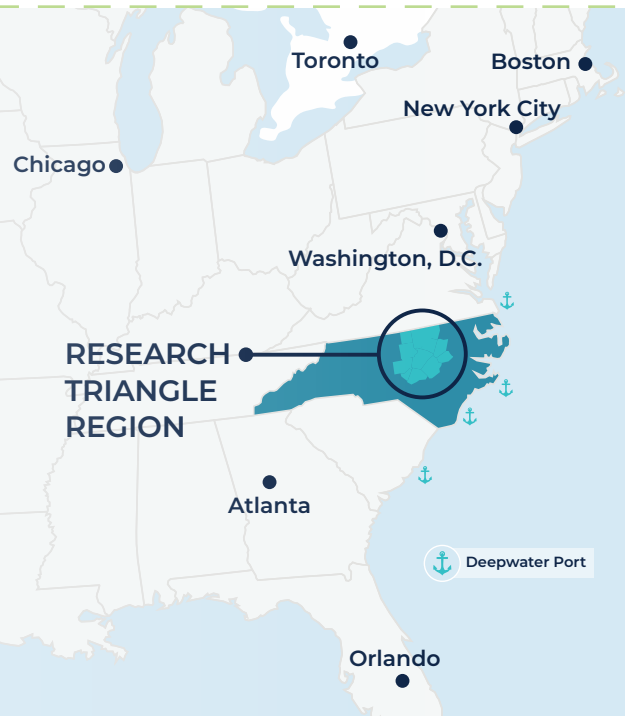 Toronto
Boston
New York City
Chicago
Washington, D.C.
RESEARCH
TRIANGLE
REGION
Atlanta
Deepwater Port
Orlando